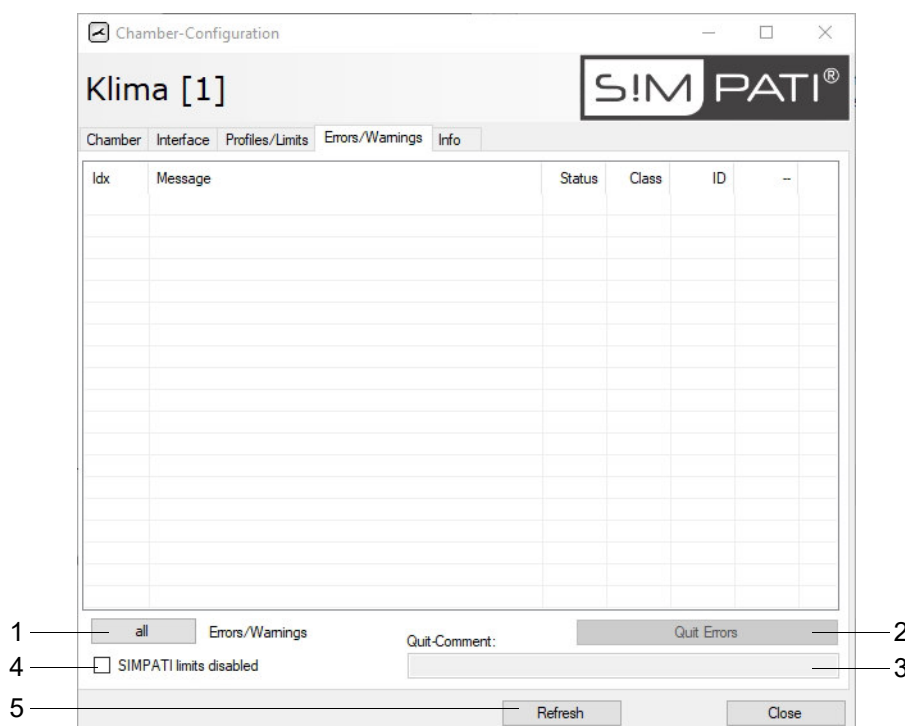 Chamber-Configuration
Klima [1]
S!MPATI®
Chamber Interface Profiles/Limits Errors/Warnings Info
Idx Message Status Class ID --
1 all Errors/Warnings Quit-Comment: Quit Errors 2
4 SIMPATI limits disabled 3
5 Refresh Close